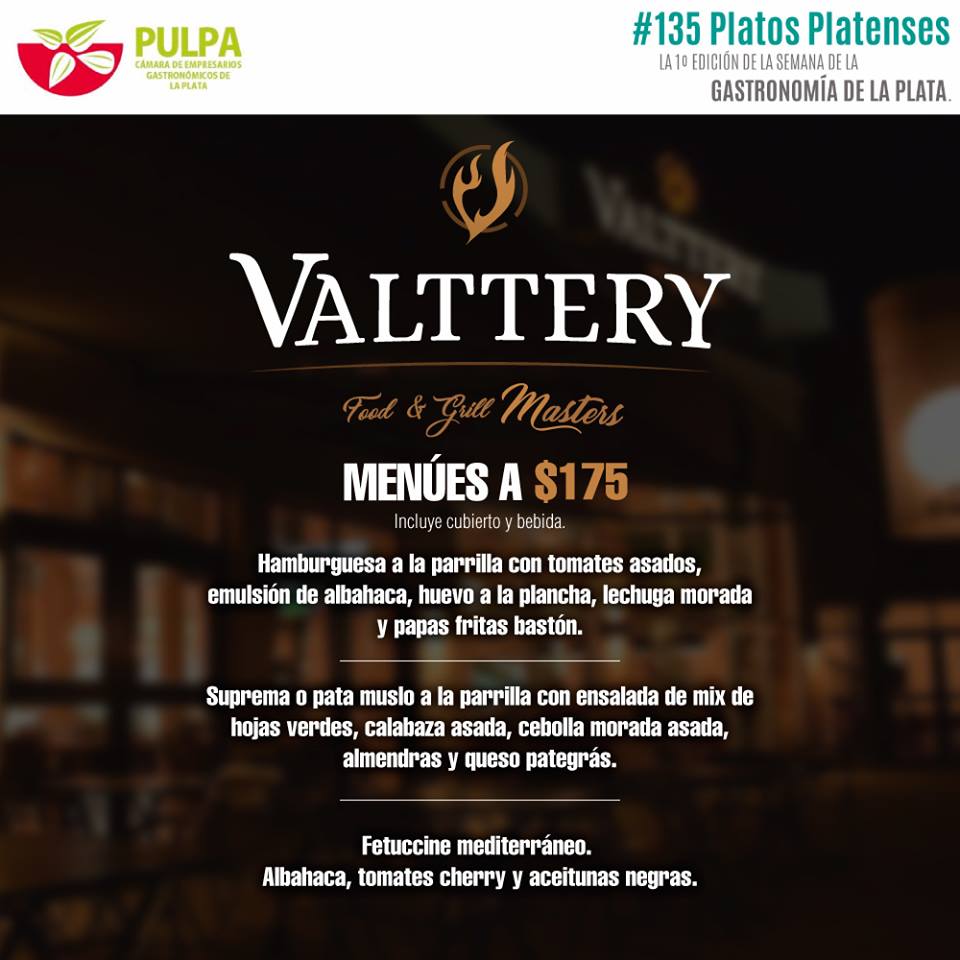 PULPA
CÁMARA DE EMPRESARIOS
GASTRONÓMICOS DE
LA PLATA
#135 Platos Platenses
LA 1º EDICIÓN DE LA SEMANA DE LA
GASTRONOMÍA DE LA PLATA.
VALTTERY
VALTTERY
Food & Grill Masters
MENÚES A $175
Incluye cubierto y bebida.
Hamburguesa a la parrilla con tomates asados,
emulsión de albahaca, huevo a la plancha, lechuga morada
y papas fritas bastón.
Suprema o pata muslo a la parrilla con ensalada de mix de
hojas verdes, calabaza asada, cebolla morada asada,
almendras y queso pategrás.
Fetuccine mediterráneo.
Albahaca, tomates cherry y aceitunas negras.